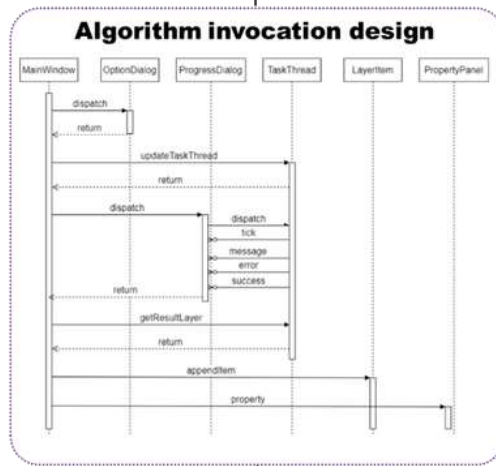 Algorithm invocation design
MainWindow OptionDialog ProgressDialog TaskThread LayerItem PropertyPanel
dispatch
return
updateTaskThread
return
dispatch
dispatch
tick
message
error
success
return
getResultLayer
return
appendItem
property